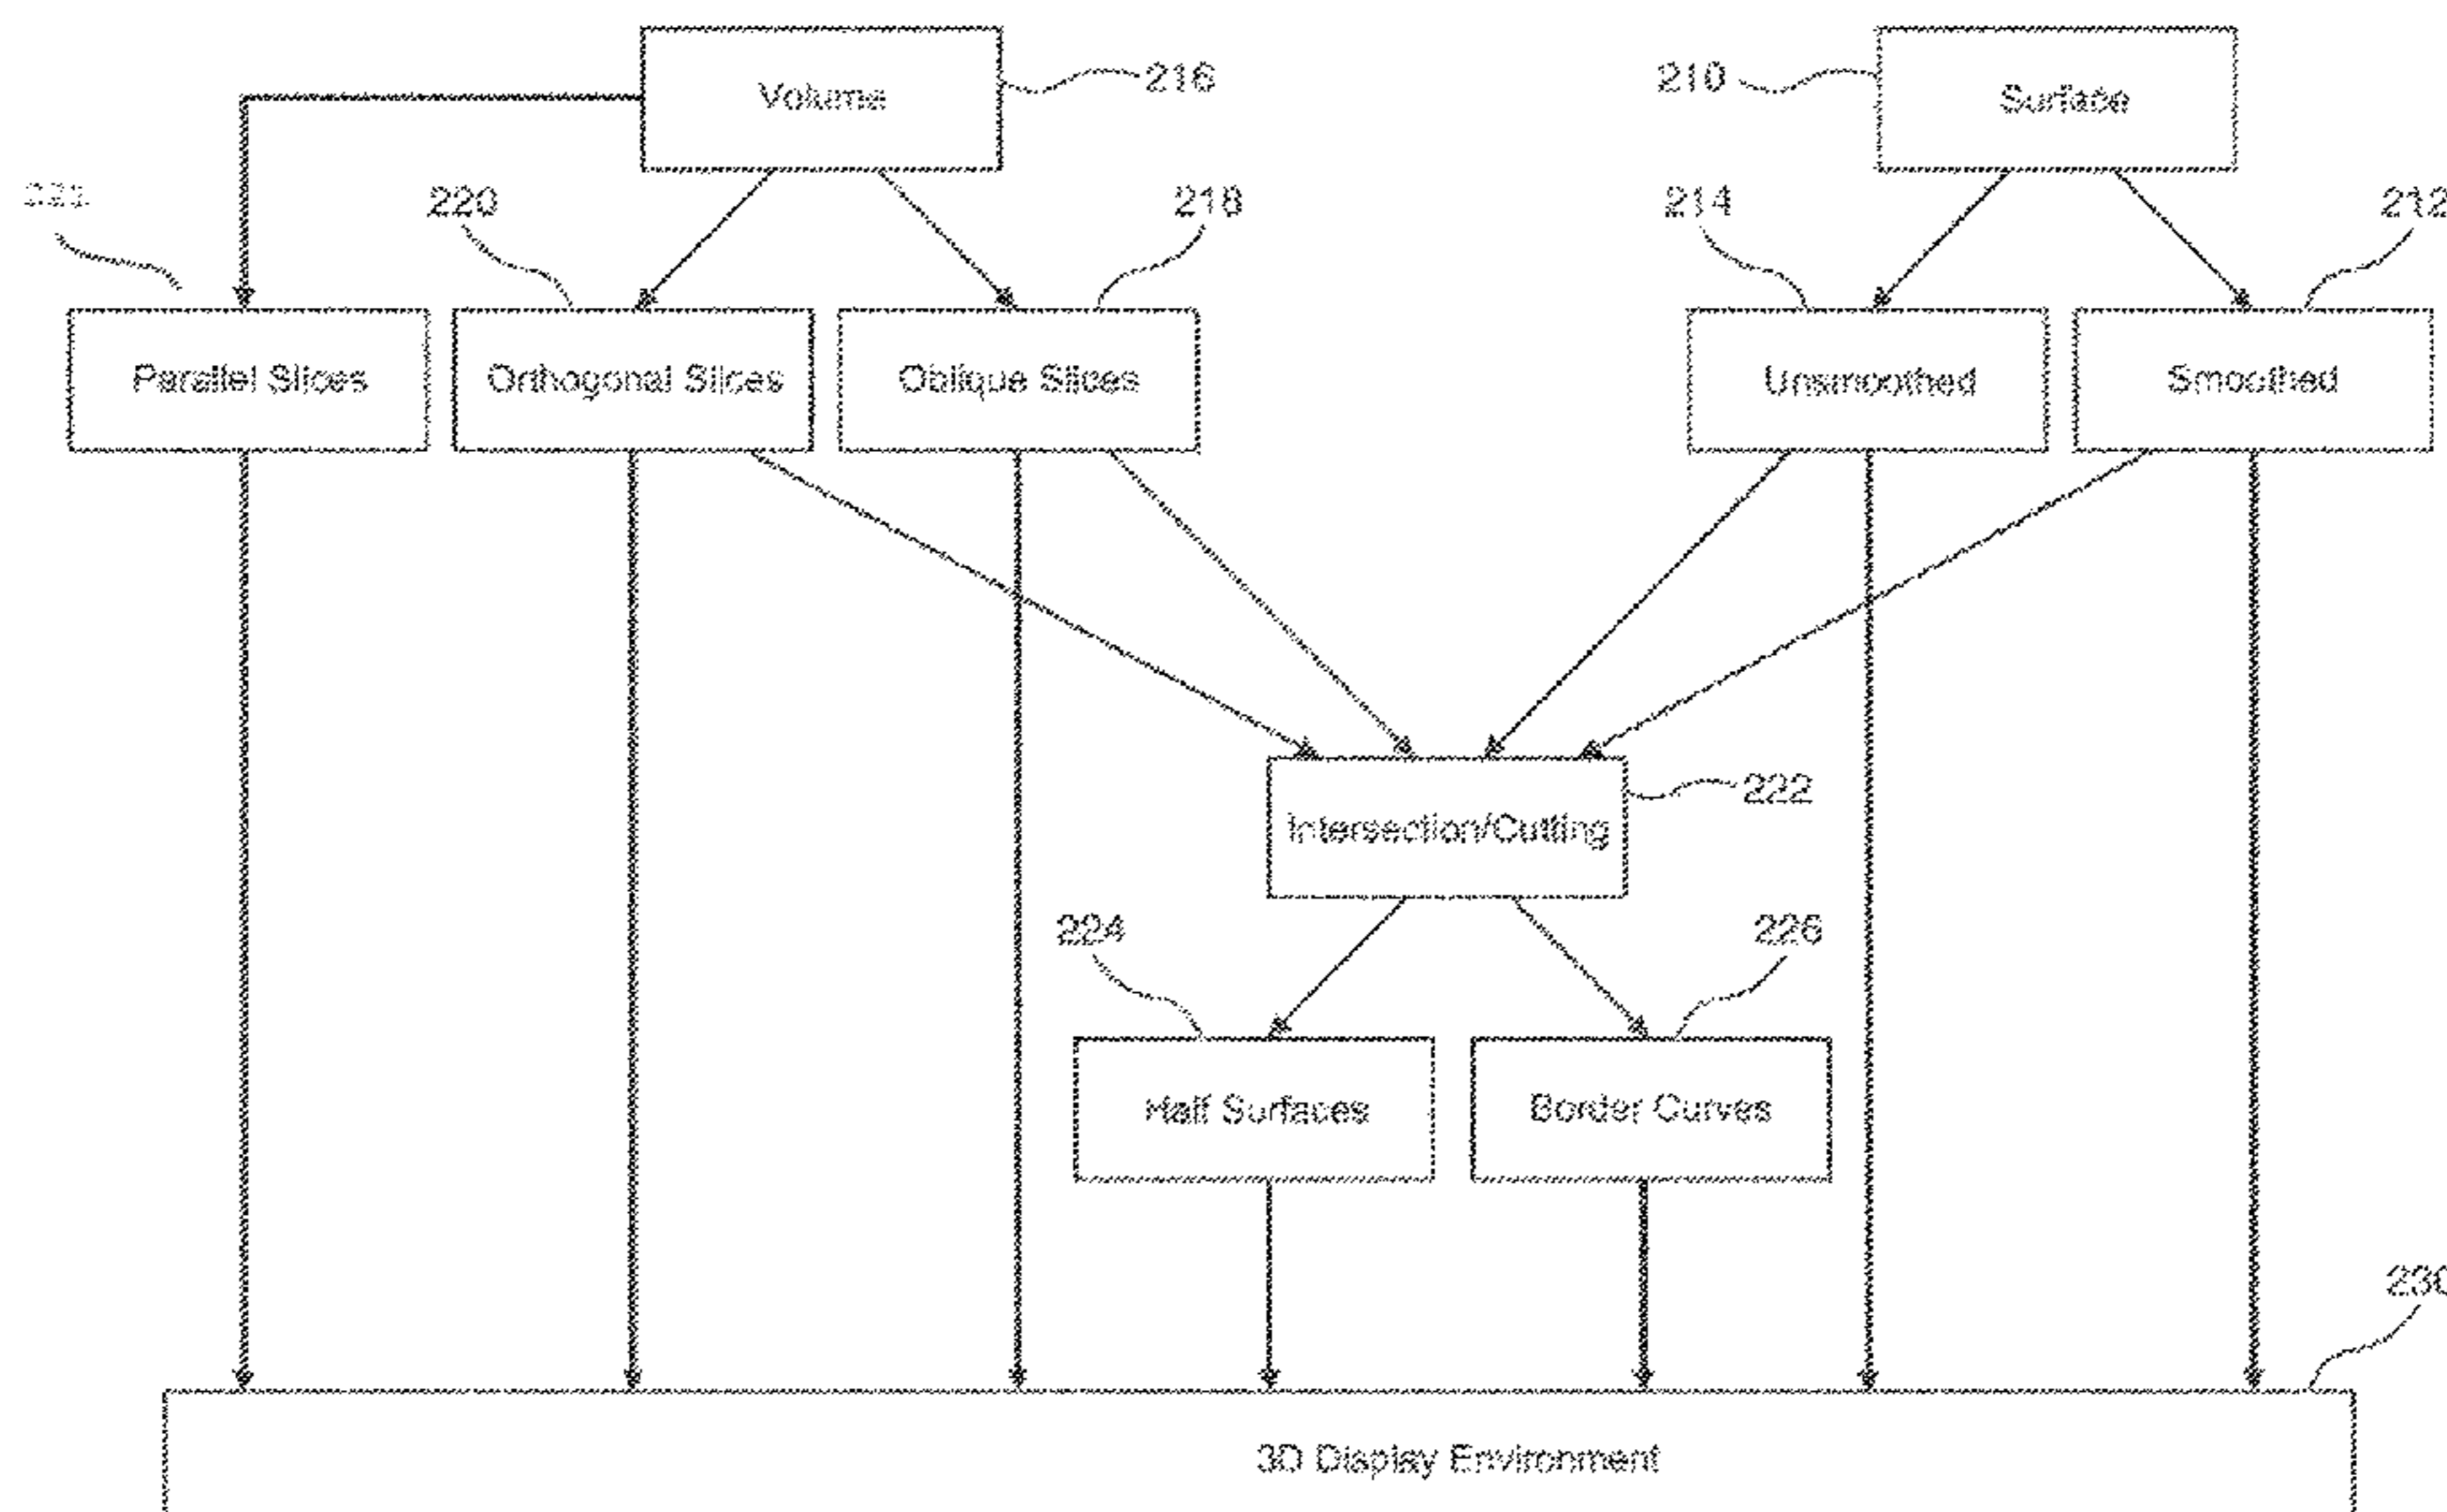 Volume
216
210
Surface
220
218
214
212
Parallel Slices
Orthogonal Slices
Oblique Slices
Unsmoothed
Smoothed
Intersection/Cutting
222
224
226
Half Surfaces
Border Curves
230
3D Display Environment